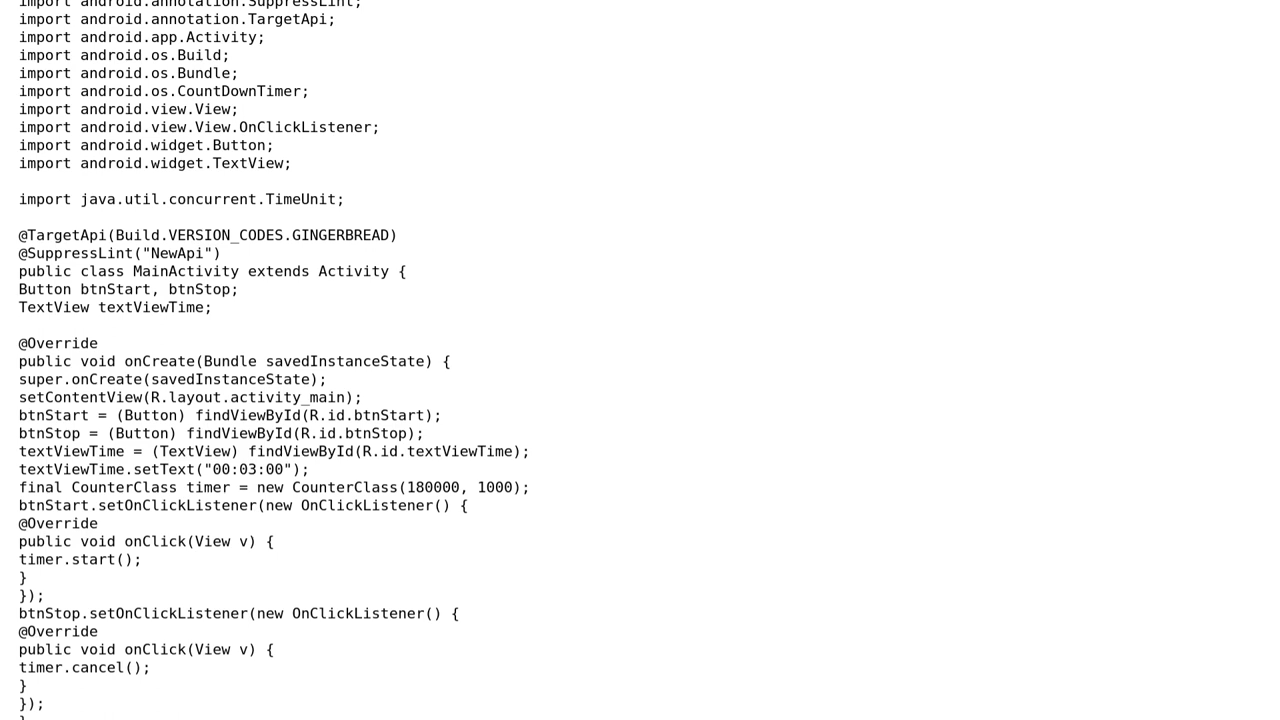 import android.annotation.SuppressLint;
import android.annotation.TargetApi;
import android.app.Activity;
import android.os.Build;
import android.os.Bundle;
import android.os.CountDownTimer;
import android.view.View;
import android.view.View.OnClickListener;
import android.widget.Button;
import android.widget.TextView;

import java.util.concurrent.TimeUnit;

@TargetApi(Build.VERSION_CODES.GINGERBREAD)
@SuppressLint("NewApi")
public class MainActivity extends Activity {
Button btnStart, btnStop;
TextView textViewTime;

@Override
public void onCreate(Bundle savedInstanceState) {
super.onCreate(savedInstanceState);
setContentView(R.layout.activity_main);
btnStart = (Button) findViewById(R.id.btnStart);
btnStop = (Button) findViewById(R.id.btnStop);
textViewTime = (TextView) findViewById(R.id.textViewTime);
textViewTime.setText("00:03:00");
final CounterClass timer = new CounterClass(180000, 1000);
btnStart.setOnClickListener(new OnClickListener() {
@Override
public void onClick(View v) {
timer.start();
}
});
btnStop.setOnClickListener(new OnClickListener() {
@Override
public void onClick(View v) {
timer.cancel();
}
});
}